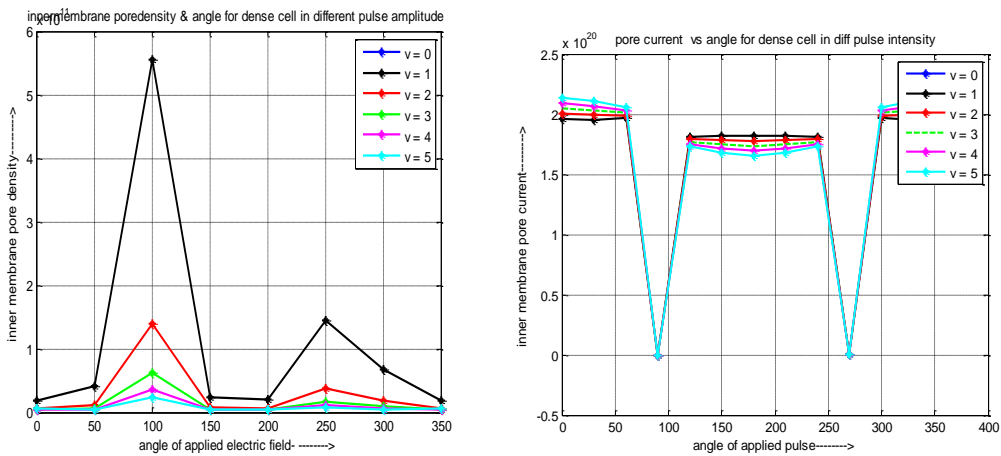 innermembrane poredensity & angle for dense cell in different pulse amplitude
x 10^11
6
5
4
3
2
1
0
0 50 100 150 200 250 300 350
inner membrane pore density---------->
angle of applied electric field- -------->
v = 0
v = 1
v = 2
v = 3
v = 4
v = 5
pore current vs angle for dense cell in diff pulse intensity
x 10^20
2.5
2.0
1.5
1.0
0.5
0
-0.5
0 50 100 150 200 250 300 350 400
inner membrane pore current-------->
angle of applied pulse-------->
v = 0
v = 1
v = 2
v = 3
v = 4
v = 5